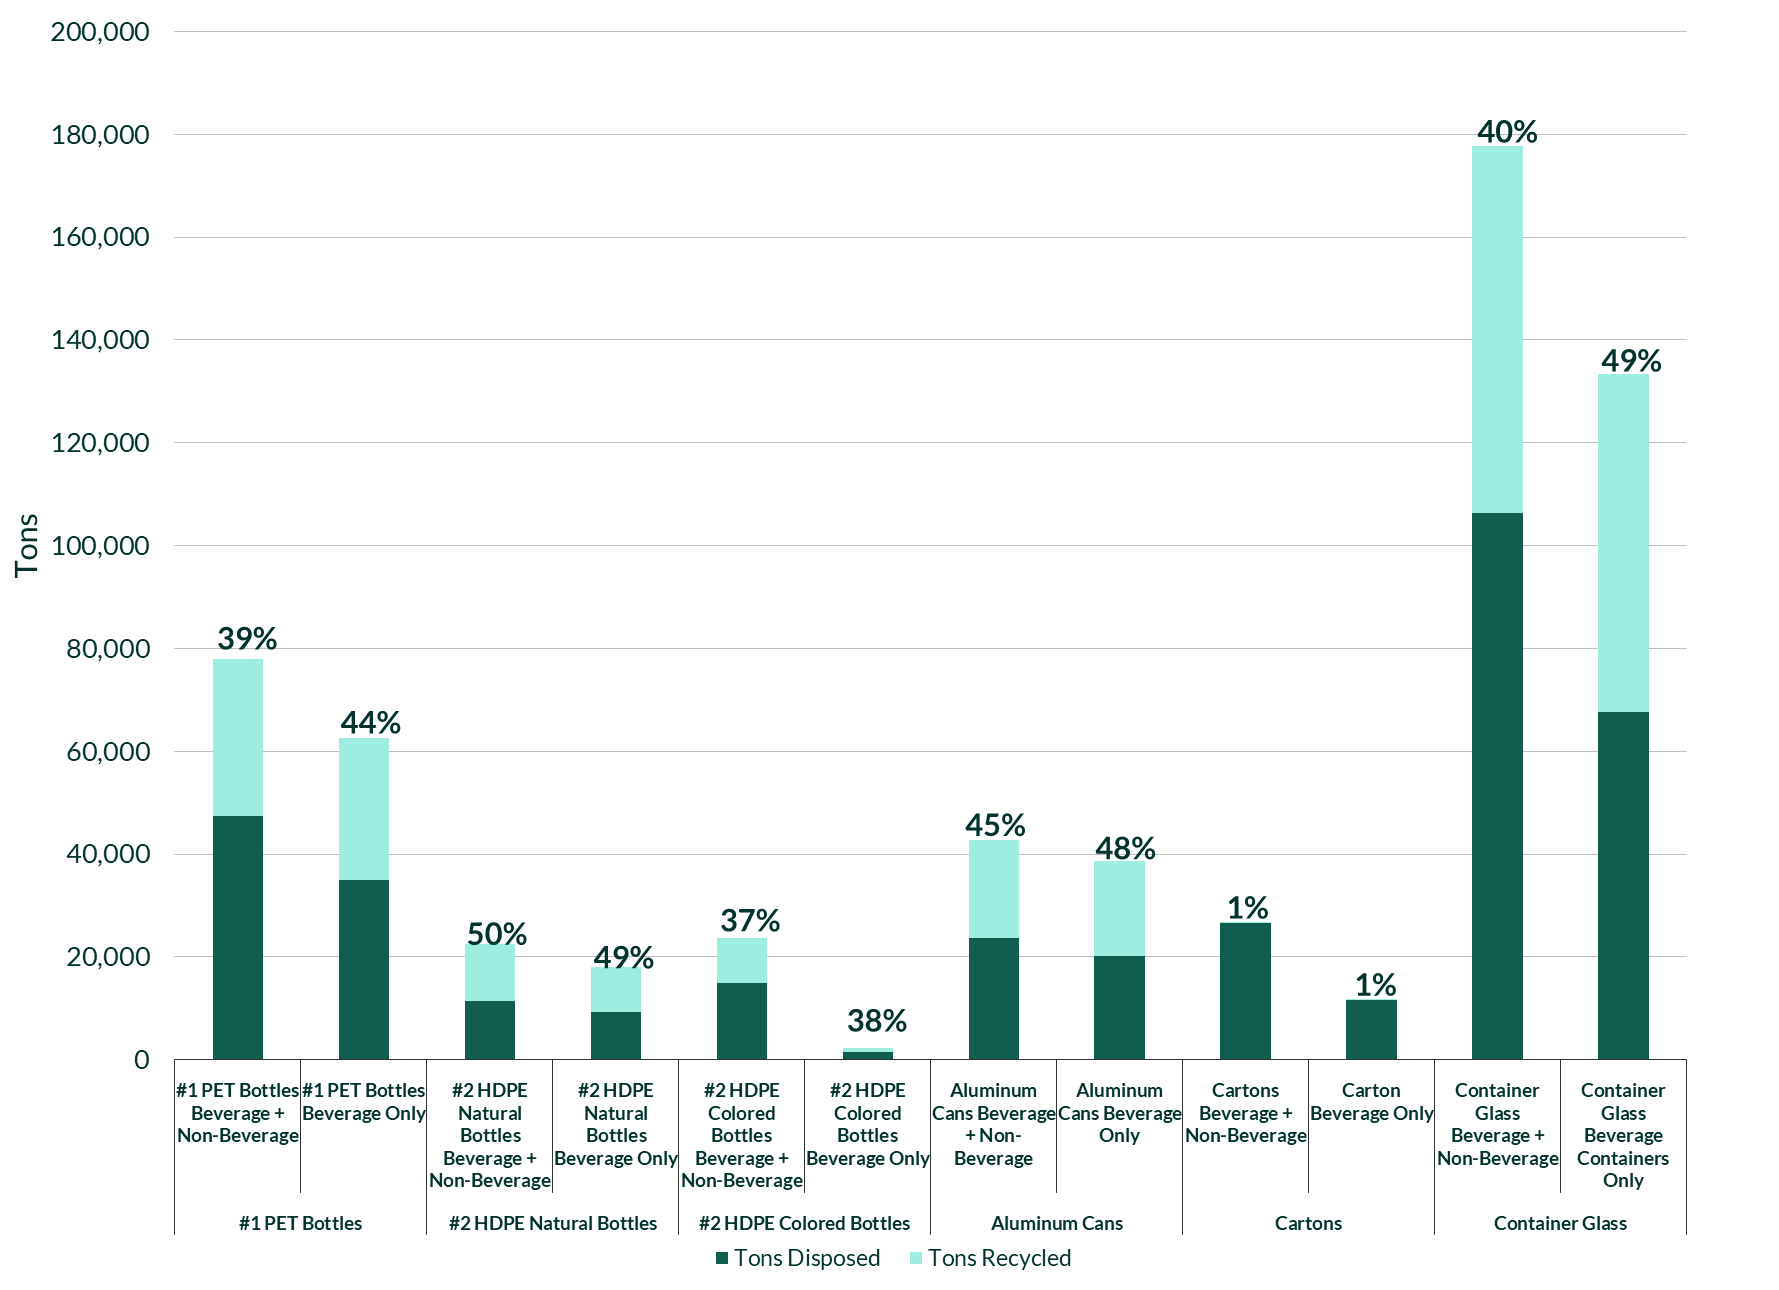 200,000
180,000
160,000
140,000
120,000
100,000
80,000
60,000
40,000
20,000
0
Tons
39%
44%
50%
49%
37%
38%
45%
48%
1%
1%
40%
49%
#1 PET Bottles
Beverage +
Non-Beverage
#1 PET Bottles
Beverage Only
#2 HDPE
Natural
Bottles
Beverage +
Non-Beverage
#2 HDPE
Natural
Bottles
Beverage Only
#2 HDPE
Colored
Bottles
Beverage +
Non-Beverage
#2 HDPE
Colored
Bottles
Beverage Only
Aluminum
Cans Beverage
+ Non-
Beverage
Aluminum
Cans Beverage
Only
Cartons
Beverage +
Non-Beverage
Carton
Beverage Only
Container
Glass
Beverage +
Non-Beverage
Container
Glass
Beverage
Containers
Only
#1 PET Bottles
#2 HDPE Natural Bottles
#2 HDPE Colored Bottles
Aluminum Cans
Cartons
Container Glass
Tons Disposed
Tons Recycled